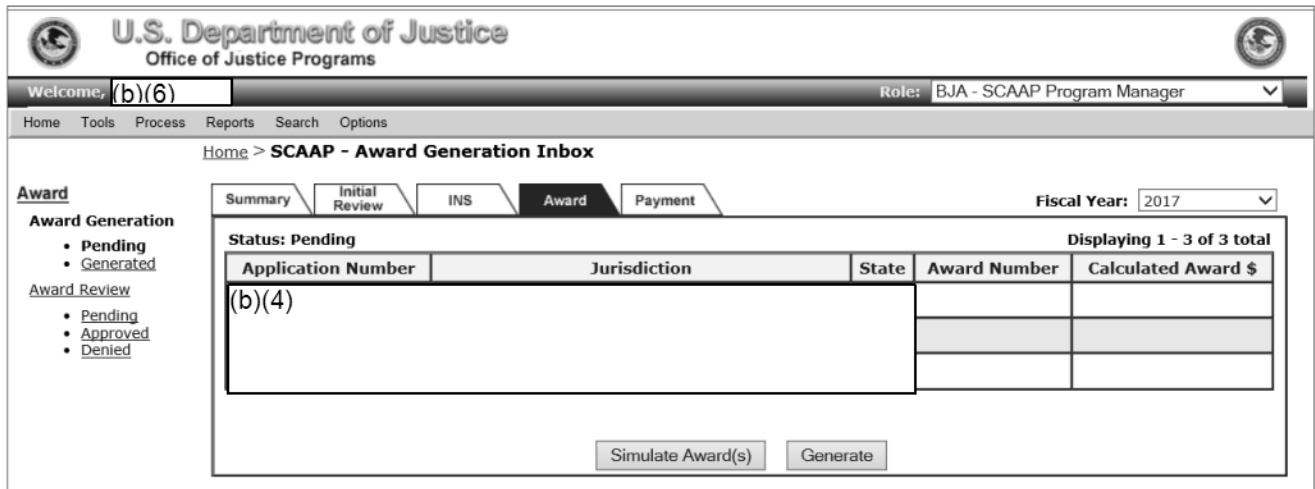 U.S. Department of Justice
Office of Justice Programs
Welcome, (b)(6) Role: BJA - SCAAP Program Manager
Home Tools Process Reports Search Options
Home > SCAAP - Award Generation Inbox
Award
Award Generation
• Pending
• Generated
Award Review
• Pending
• Approved
• Denied
Summary Initial Review INS Award Payment Fiscal Year: 2017
Status: Pending Displaying 1 - 3 of 3 total
Application Number Jurisdiction State Award Number Calculated Award $
(b)(4)
Simulate Award(s) Generate